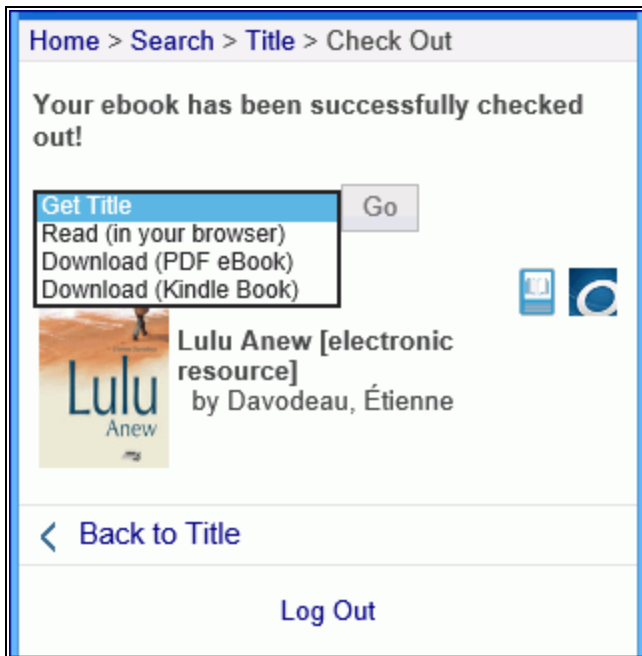 Home > Search > Title > Check Out
Your ebook has been successfully checked
out!
Get Title
Go
Read (in your browser)
Download (PDF eBook)
Download (Kindle Book)
Lulu
Anew
Lulu Anew [electronic
resource]
by Davodeau, Étienne
Back to Title
Log Out